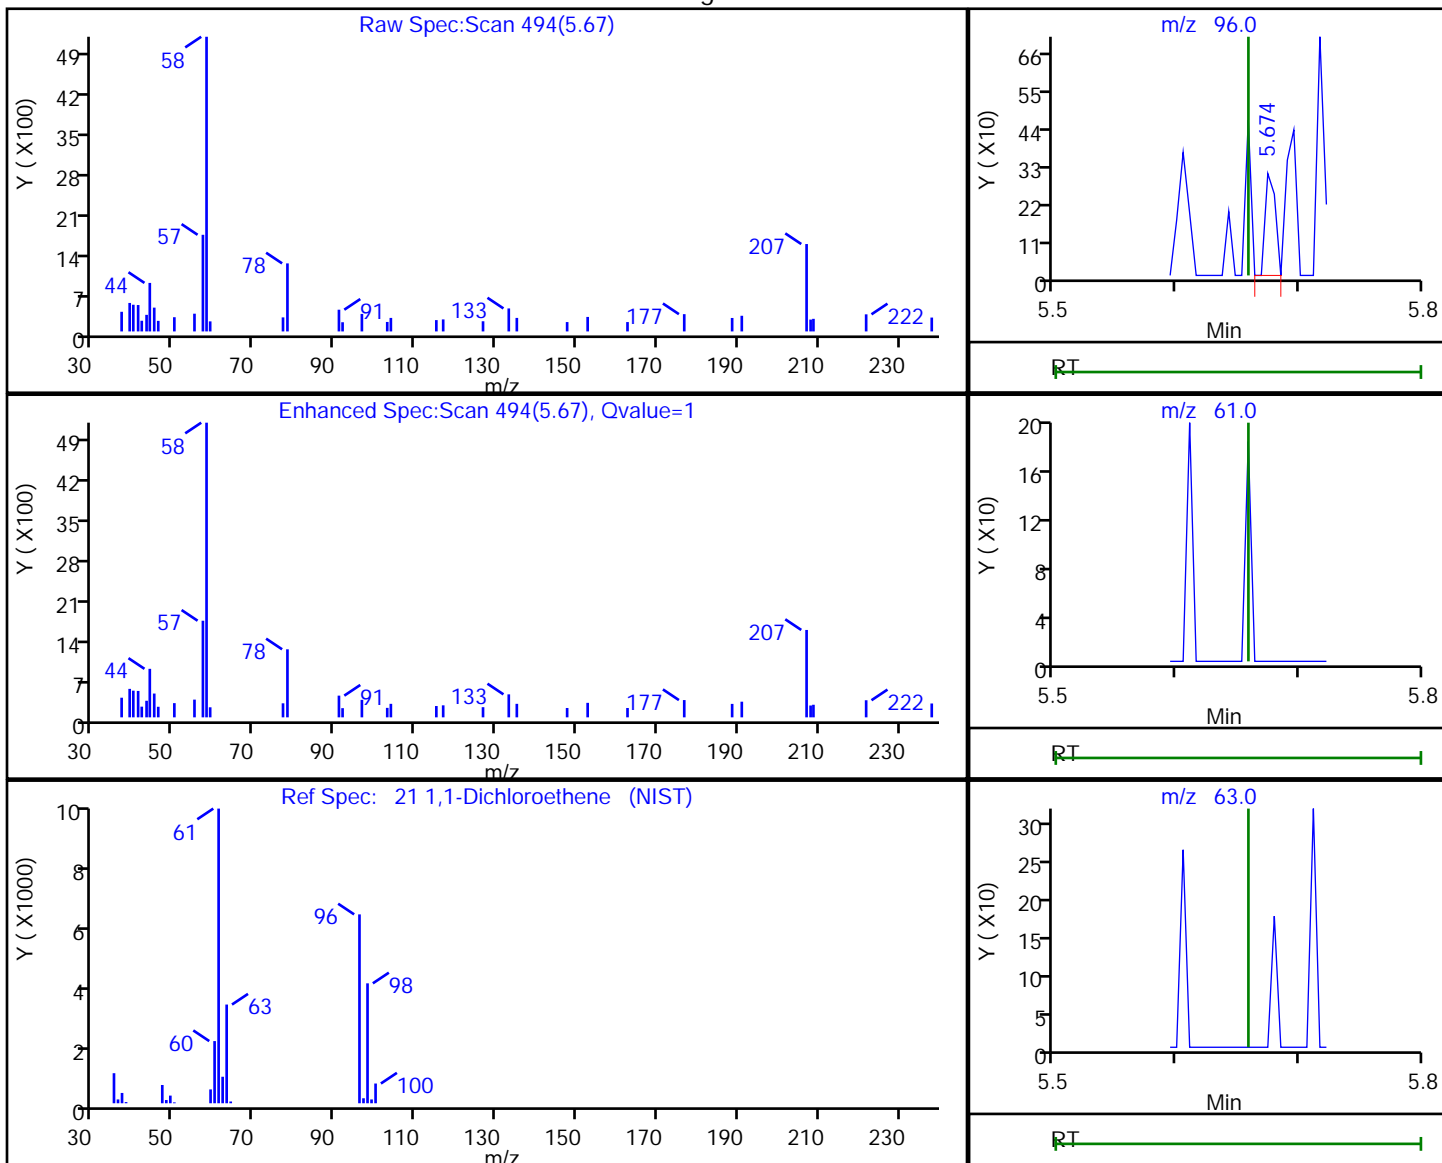 Raw Spec:Scan 494(5.67)
Y ( X100)
49
42
35
28
21
14
7
0
58
57
44
78
91
133
177
207
222
30 50 70 90 110 130 150 170 190 210 230
m/z
m/z 96.0
Y ( X10)
66
55
44
33
22
11
0
5.674
5.5 5.8
Min
RT
Enhanced Spec:Scan 494(5.67), Qvalue=1
Y ( X100)
49
42
35
28
21
14
7
0
58
57
44
78
91
133
177
207
222
30 50 70 90 110 130 150 170 190 210 230
m/z
m/z 61.0
Y ( X10)
20
16
12
8
4
0
5.5 5.8
Min
RT
Ref Spec: 21 1,1-Dichloroethene (NIST)
Y ( X1000)
10
8
6
4
2
0
61
96
98
63
60
100
30 50 70 90 110 130 150 170 190 210 230
m/z
m/z 63.0
Y ( X10)
30
25
20
15
10
5
0
5.5 5.8
Min
RT